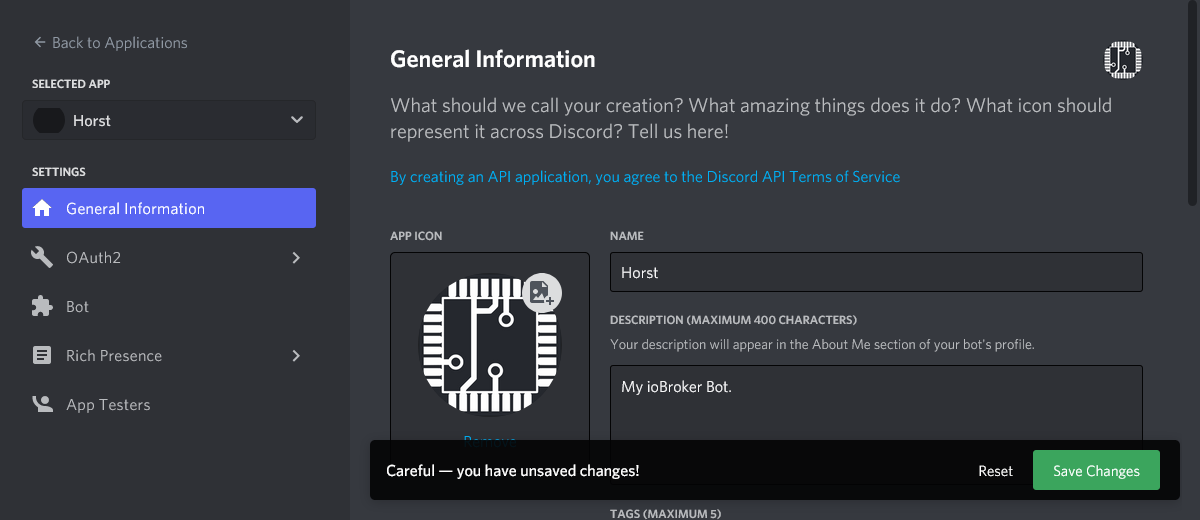 Back to Applications
SELECTED APP
Horst
SETTINGS
General Information
OAuth2
Bot
Rich Presence
App Testers
General Information
What should we call your creation? What amazing things does it do? What icon should
represent it across Discord? Tell us here!
By creating an API application, you agree to the Discord API Terms of Service
APP ICON
Remove
NAME
Horst
DESCRIPTION (MAXIMUM 400 CHARACTERS)
Your description will appear in the About Me section of your bot's profile.
My ioBroker Bot.
Careful — you have unsaved changes!
Reset
Save Changes
TAGS (MAXIMUM 5)